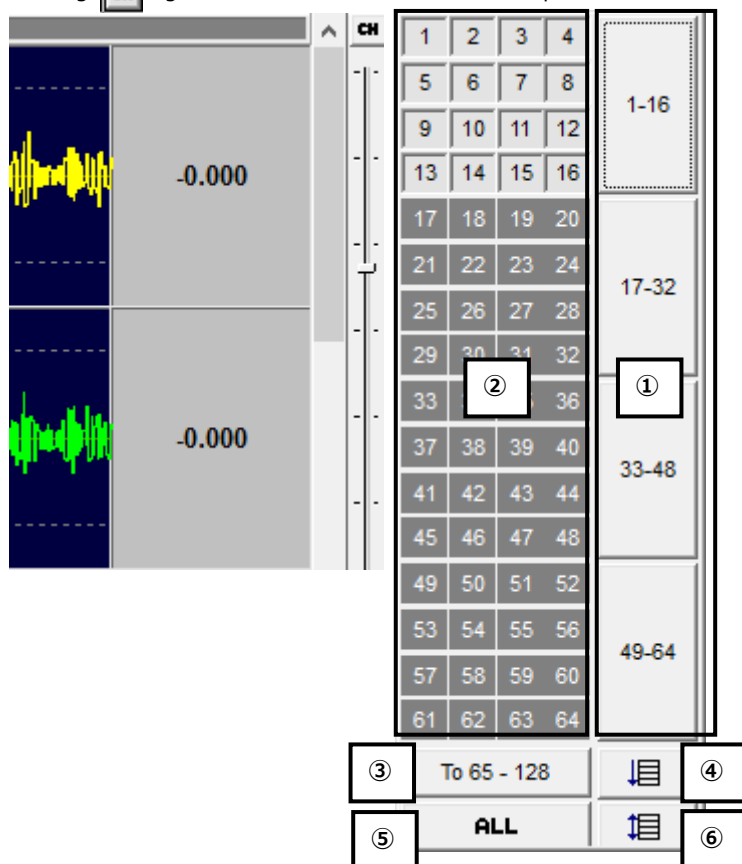 CH
-0.000
-0.000
1 2 3 4
5 6 7 8
9 10 11 12
13 14 15 16
17 18 19 20
21 22 23 24
25 26 27 28
29 30 31 32
33 36
37 38 39 40
41 42 43 44
45 46 47 48
49 50 51 52
53 54 55 56
57 58 59 60
61 62 63 64
1-16
17-32
33-48
49-64
②
①
③
To 65 - 128
④
⑤
ALL
⑥